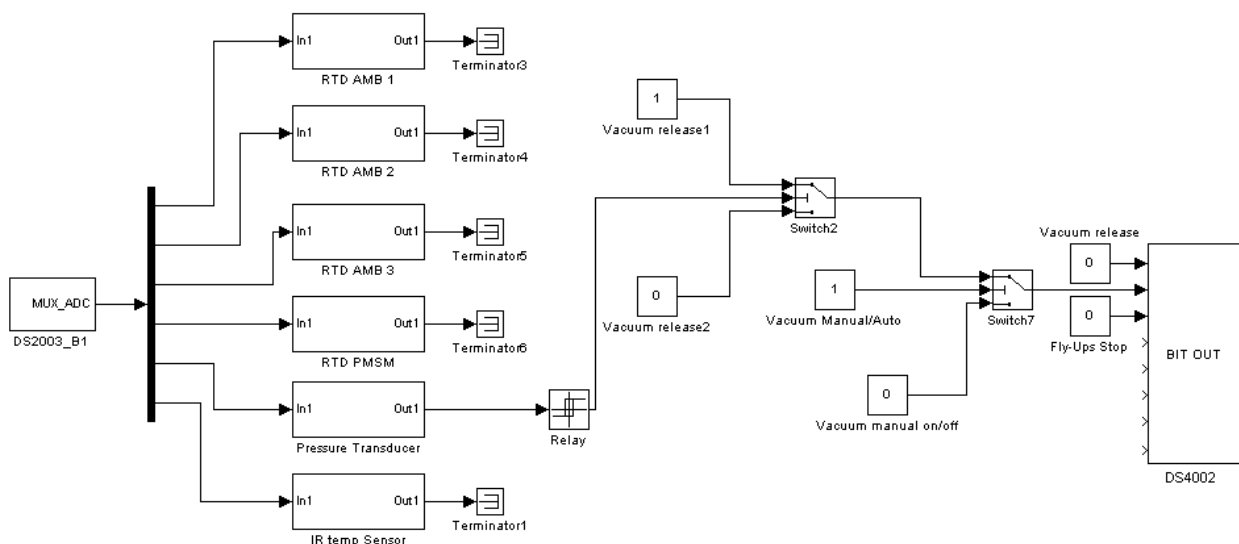 In1 Out1
RTD AMB 1
Terminator3
In1 Out1
RTD AMB 2
Terminator4
In1 Out1
RTD AMB 3
Terminator5
MUX_ADC
DS2003_B1
In1 Out1
RTD PMSM
Terminator6
In1 Out1
Pressure Transducer
Relay
In1 Out1
IR temp Sensor
Terminator1
1
Vacuum release1
Switch2
0
Vacuum release2
1
Vacuum Manual/Auto
0
Vacuum manual on/off
Switch7
Vacuum release
0
0
Fly-Ups Stop
BIT OUT
DS4002